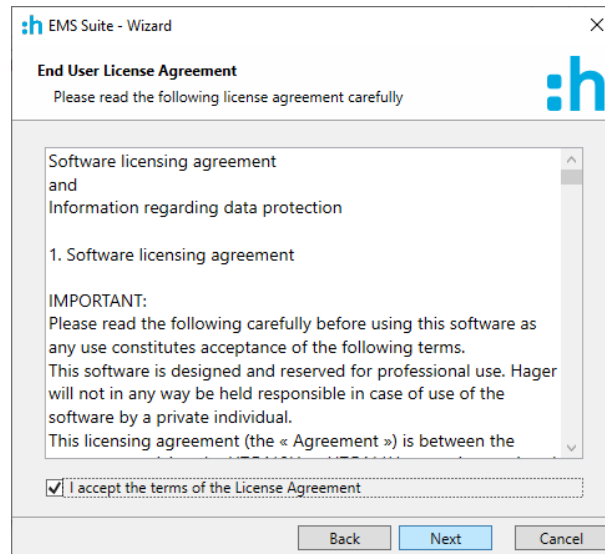 :h EMS Suite - Wizard
End User License Agreement
Please read the following license agreement carefully
:h
Software licensing agreement
and
Information regarding data protection
1. Software licensing agreement
IMPORTANT:
Please read the following carefully before using this software as
any use constitutes acceptance of the following terms.
This software is designed and reserved for professional use. Hager
will not in any way be held responsible in case of use of the
software by a private individual.
This licensing agreement (the « Agreement ») is between the
I accept the terms of the License Agreement
Back Next Cancel